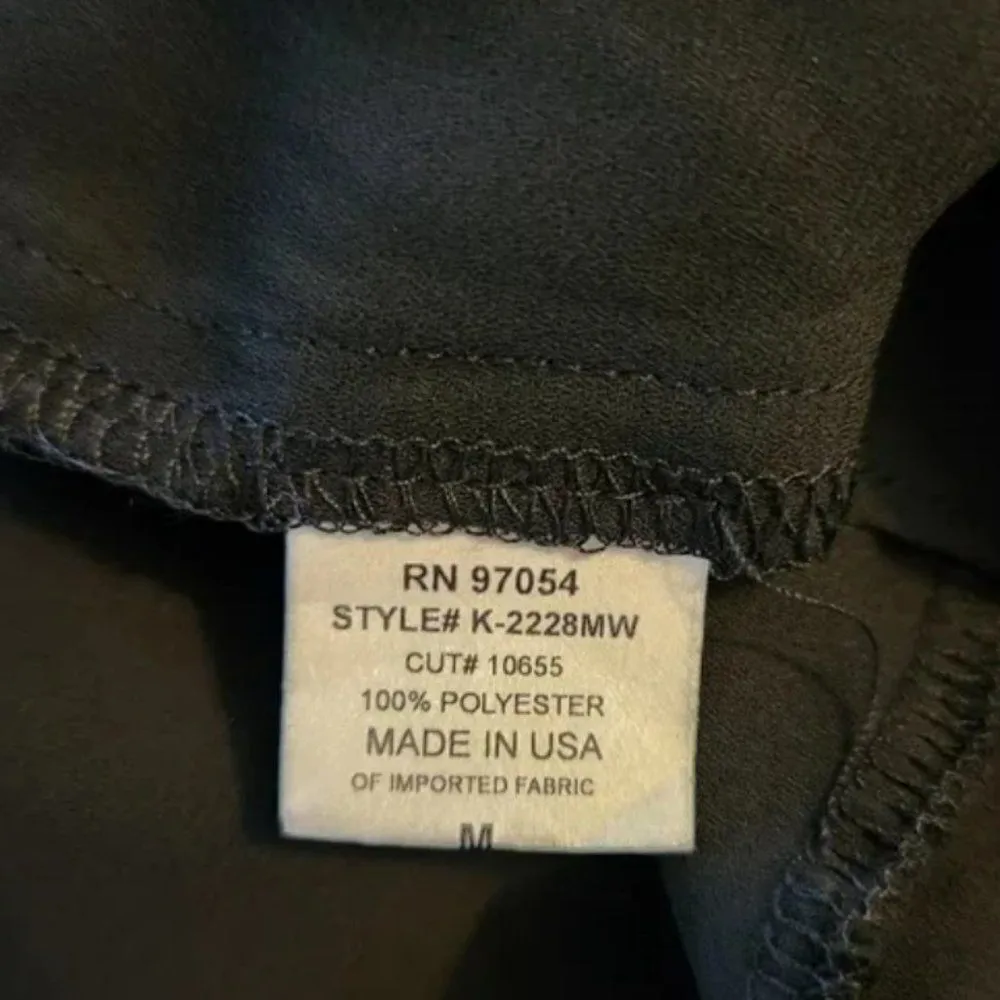 RN 97054
STYLE# K-2228MW
CUT# 10655
100% POLYESTER
MADE IN USA
OF IMPORTED FABRIC
M